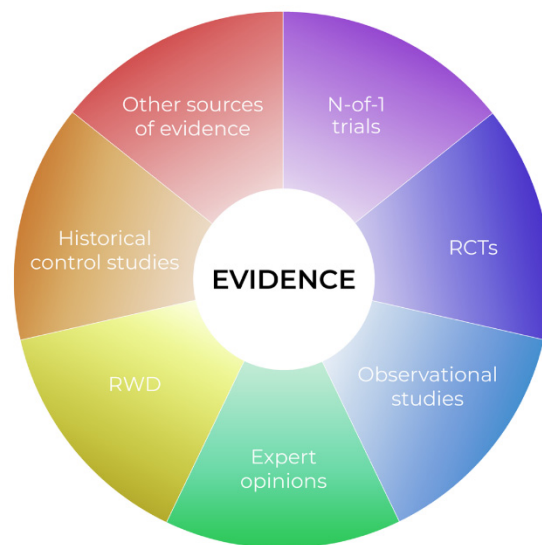 Other sources
of evidence
N-of-1
trials
Historical
control studies
EVIDENCE
RCTs
RWD
Observational
studies
Expert
opinions